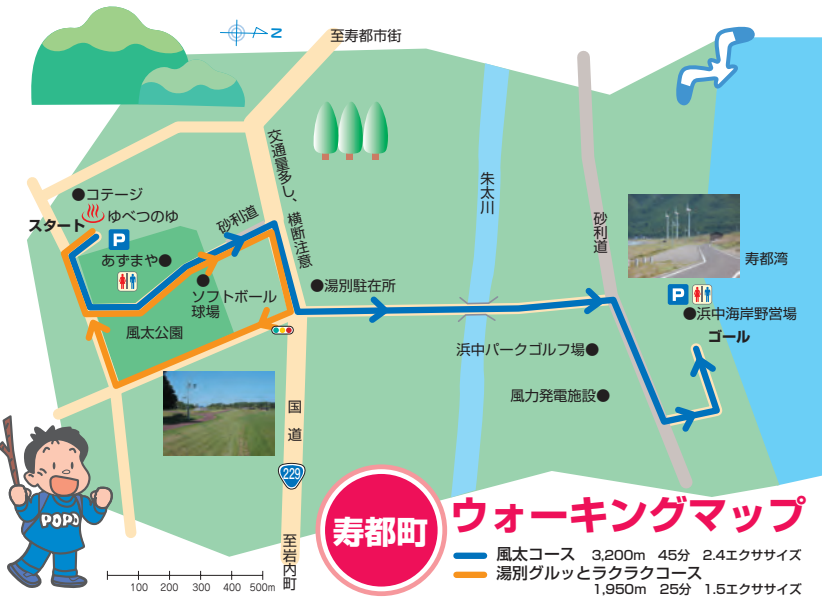 N
至寿都市街
交通量多し、横断注意
コテージ
ゆべつのゆ
スタート
P
あずまや
砂利道
ソフトボール
球場
風太公園
湯別駐在所
朱太川
砂利道
寿都湾
P
浜中海岸野営場
ゴール
浜中パークゴルフ場
風力発電施設
国道
229
至岩内町
POPO
寿都町
ウォーキングマップ
風太コース 3,200m 45分 2.4エクササイズ
湯別グルッとラクラクコース
1,950m 25分 1.5エクササイズ
100 200 300 400 500m